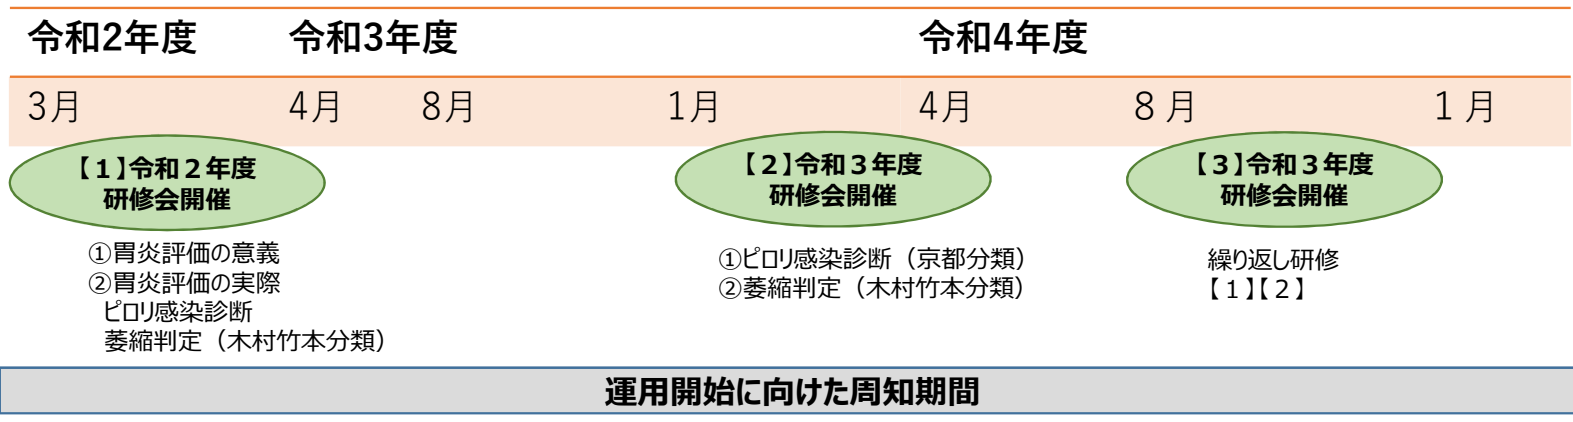 令和2年度 令和3年度 令和4年度
3月 4月 8月 1月 4月 8月 1月
【1】令和２年度
研修会開催
①胃炎評価の意義
②胃炎評価の実際
ピロリ感染診断
萎縮判定（木村竹本分類）
【2】令和３年度
研修会開催
①ピロリ感染診断（京都分類）
②萎縮判定（木村竹本分類）
【3】令和３年度
研修会開催
繰り返し研修
【1】【2】
運用開始に向けた周知期間